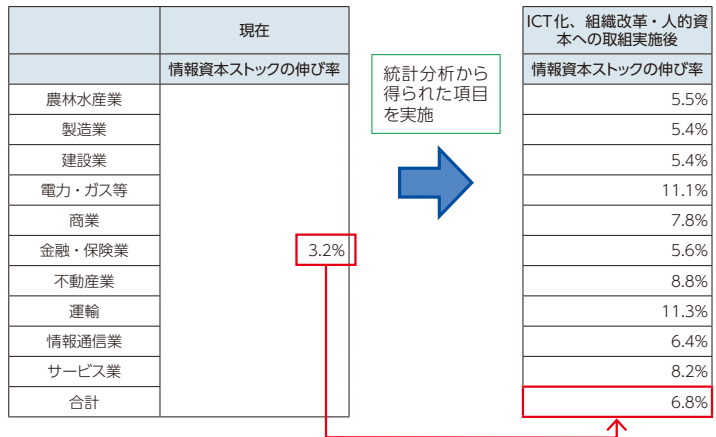 現在
情報資本ストックの伸び率
農林水産業
製造業
建設業
電力・ガス等
商業
金融・保険業
不動産業
運輸
情報通信業
サービス業
合計
3.2%
統計分析から
得られた項目
を実施
ICT化、組織改革・人的資
本への取組実施後
情報資本ストックの伸び率
5.5%
5.4%
5.4%
11.1%
7.8%
5.6%
8.8%
11.3%
6.4%
8.2%
6.8%